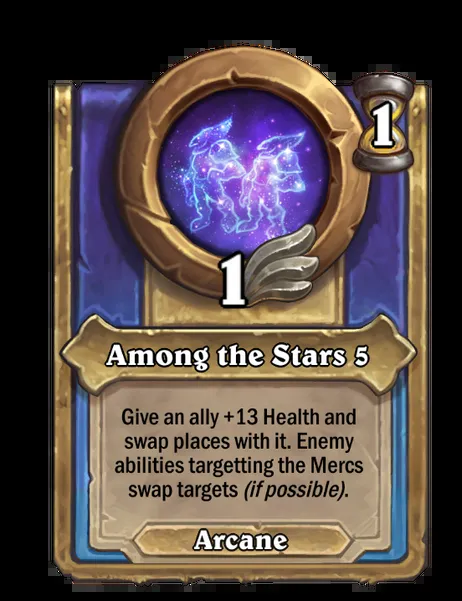 1
1
Among the Stars 5
Give an ally +13 Health and
swap places with it. Enemy
abilities targetting the Mercs
swap targets (if possible).
Arcane